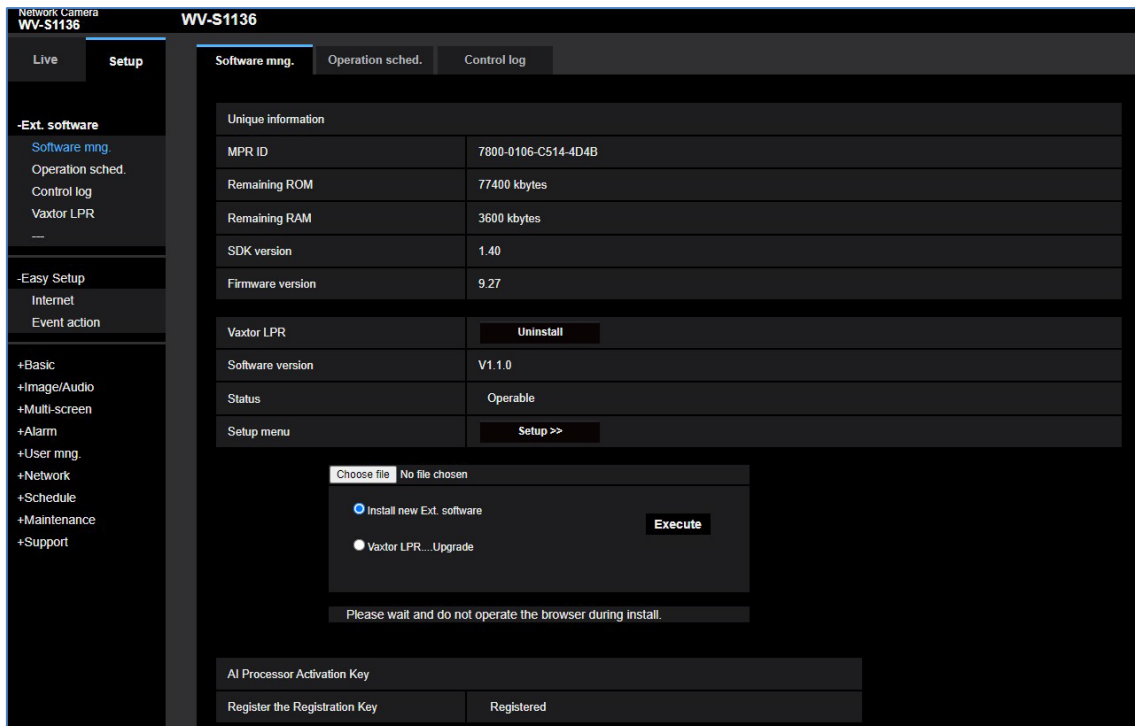 Network Camera
WV-S1136
WV-S1136
Live Setup
Software mng. Operation sched. Control log
-Ext. software
Software mng.
Operation sched.
Control log
Vaxtor LPR
---
-Easy Setup
Internet
Event action
+Basic
+Image/Audio
+Multi-screen
+Alarm
+User mng.
+Network
+Schedule
+Maintenance
+Support
Unique information
MPR ID 7800-0106-C514-4D4B
Remaining ROM 77400 kbytes
Remaining RAM 3600 kbytes
SDK version 1.40
Firmware version 9.27
Vaxtor LPR Uninstall
Software version V1.1.0
Status Operable
Setup menu Setup >>
Choose file No file chosen
Install new Ext. software
Execute
Vaxtor LPR....Upgrade
Please wait and do not operate the browser during install.
AI Processor Activation Key
Register the Registration Key Registered